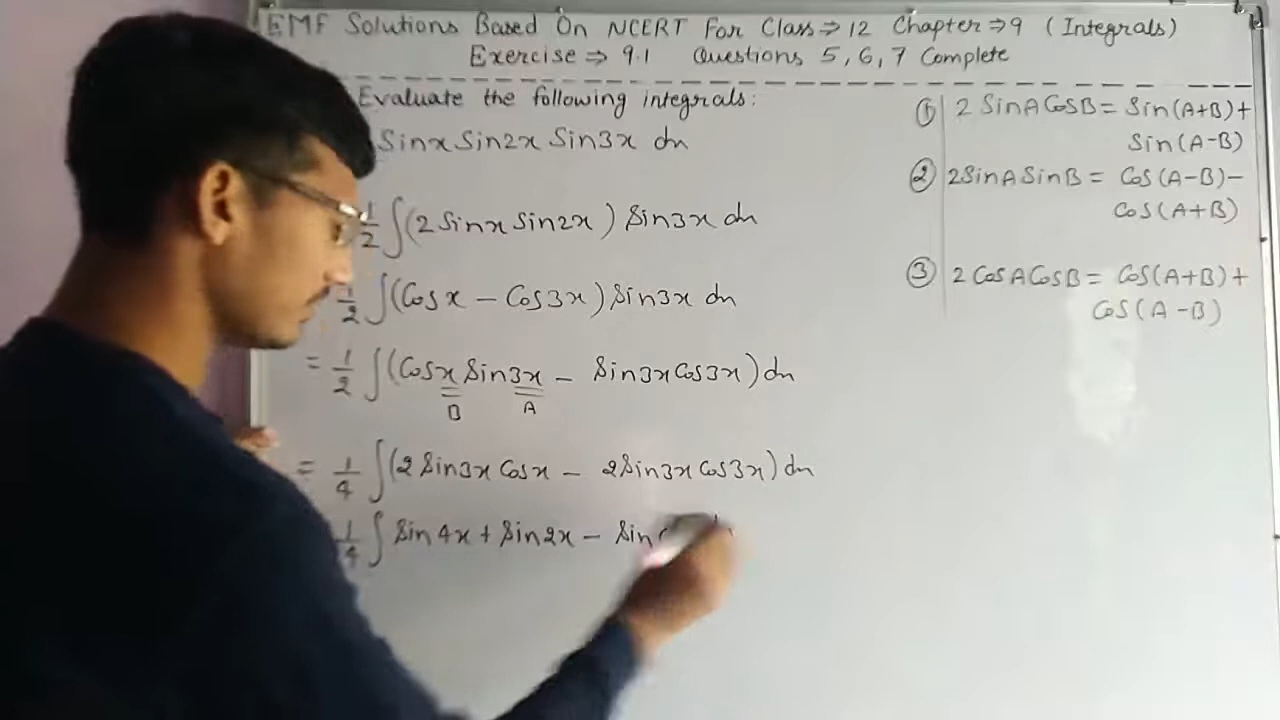 EMF Solutions Based On NCERT For Class ⇒ 12 Chapter ⇒ 9 (Integrals)
Exercise ⇒ 9.1 Questions 5, 6, 7 Complete
Evaluate the following integrals:
Sinx Sin2x Sin3x dx
1/2 ∫(2 Sinx Sin2x) Sin3x dx
1/2 ∫(Cosx - Cos3x) Sin3x dx
= 1/2 ∫(Cosx Sin3x - Sin3x Cos3x) dx
B A
= 1/4 ∫(2 Sin3x Cosx - 2Sin3x Cos3x) dx
1/4 ∫ Sin4x + Sin2x - Sin
① 2 SinA CosB = Sin(A+B) +
Sin(A-B)
② 2SinA SinB = Cos(A-B) -
Cos(A+B)
③ 2 CosA CosB = Cos(A+B) +
Cos(A-B)